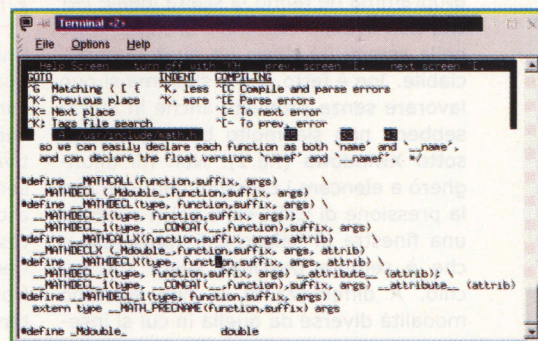 Terminal <2>
File Options Help
Help Screen turn off with ^KH prev. screen ^[, next screen ^[.
GOTO INDENT COMPILING
^G Matching ( [ { ^K, less ^[C Compile and parse errors
^K- Previous place ^K. more ^[E Parse errors
^K= Next place ^[= To next error
^K; Tags file search ^[- To prev. error
/usr/include/math.h
so we can easily declare each function as both `name' and `__name',
and can declare the float versions `namef' and `__namef'. */
#define __MATHCALL(function,suffix, args) \
__MATHDECL (_Mdouble_,function,suffix, args)
#define __MATHDECL(type, function,suffix, args) \
__MATHDECL_1(type, function,suffix, args); \
__MATHDECL_1(type, __CONCAT(__,function),suffix, args)
#define __MATHCALLX(function,suffix, args, attrib) \
__MATHDECLX (_Mdouble_,function,suffix, args, attrib)
#define __MATHDECLX(type, function,suffix, args, attrib) \
__MATHDECL_1(type, function,suffix, args) __attribute__ (attrib); \
__MATHDECL_1(type, __CONCAT(__,function),suffix, args) __attribute__ (attrib)
#define __MATHDECL_1(type, function,suffix, args) \
extern type __MATH_PRECNAME(function,suffix) args
#define _Mdouble_ double